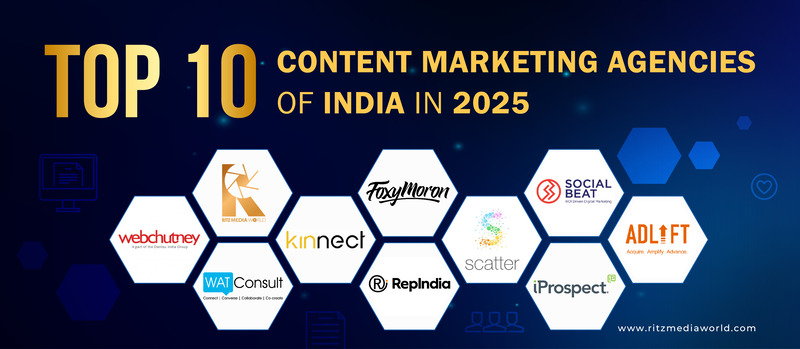 TOP 10
CONTENT MARKETING AGENCIES
OF INDIA IN 2025
webchutney
RITZ MEDIA WORLD
WATConsult
Connect | Converse | Collaborate | Co-create
kinnect
FoxyMoron
RepIndia
scatter
SOCIAL
BEAT
iProspect.
ADLIFT
Acquire. Amplify. Advance.
www.ritzmediaworld.com